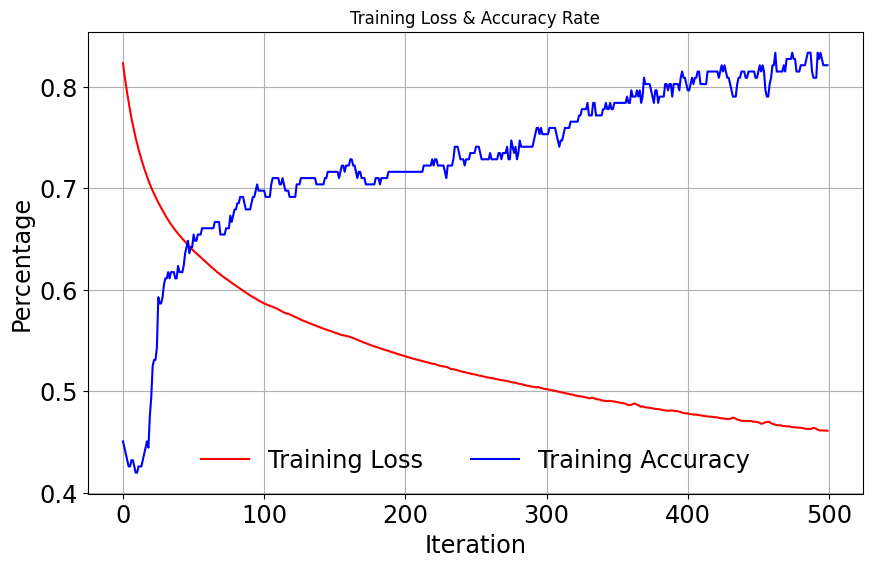 Training Loss & Accuracy Rate
0.8
0.7
0.6
0.5
0.4
Percentage
Training Loss
Training Accuracy
0 100 200 300 400 500
Iteration